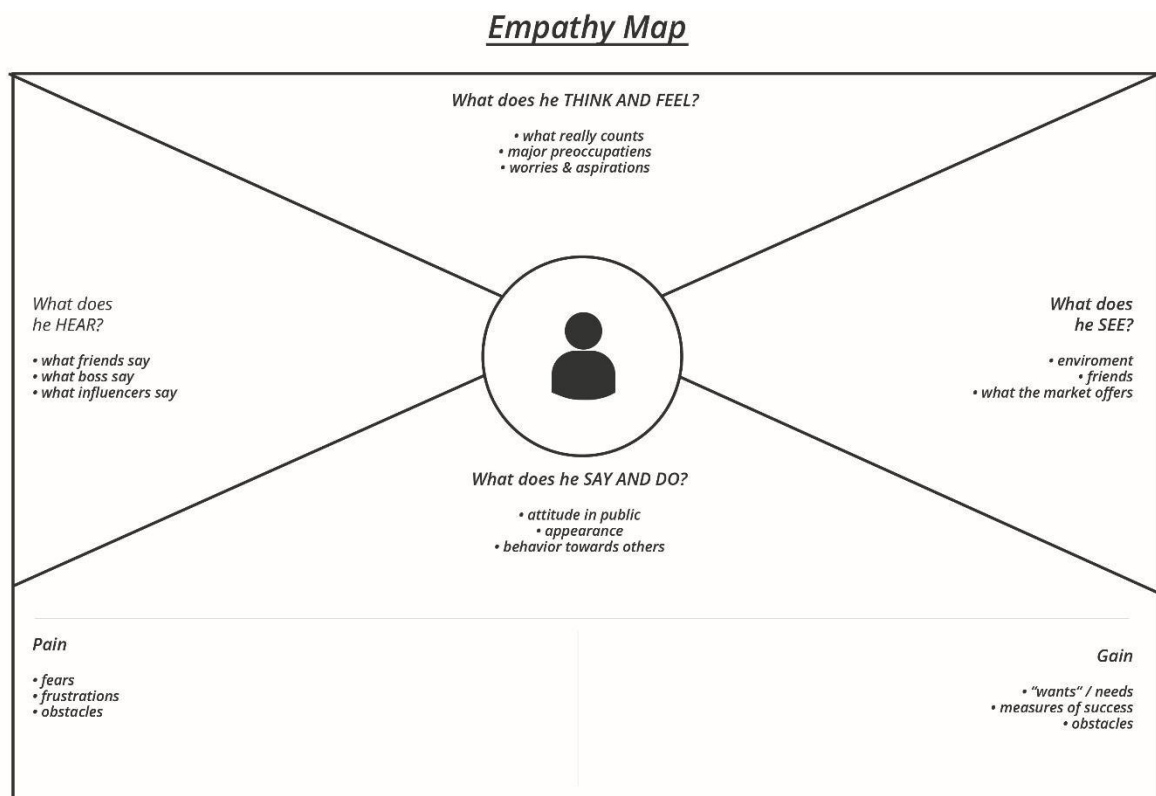 Empathy Map
What does he THINK AND FEEL?
• what really counts
• major preoccupatiens
• worries & aspirations
What does
he HEAR?
• what friends say
• what boss say
• what influencers say
What does
he SEE?
• enviroment
• friends
• what the market offers
What does he SAY AND DO?
• attitude in public
• appearance
• behavior towards others
Pain
• fears
• frustrations
• obstacles
Gain
• “wants“ / needs
• measures of success
• obstacles